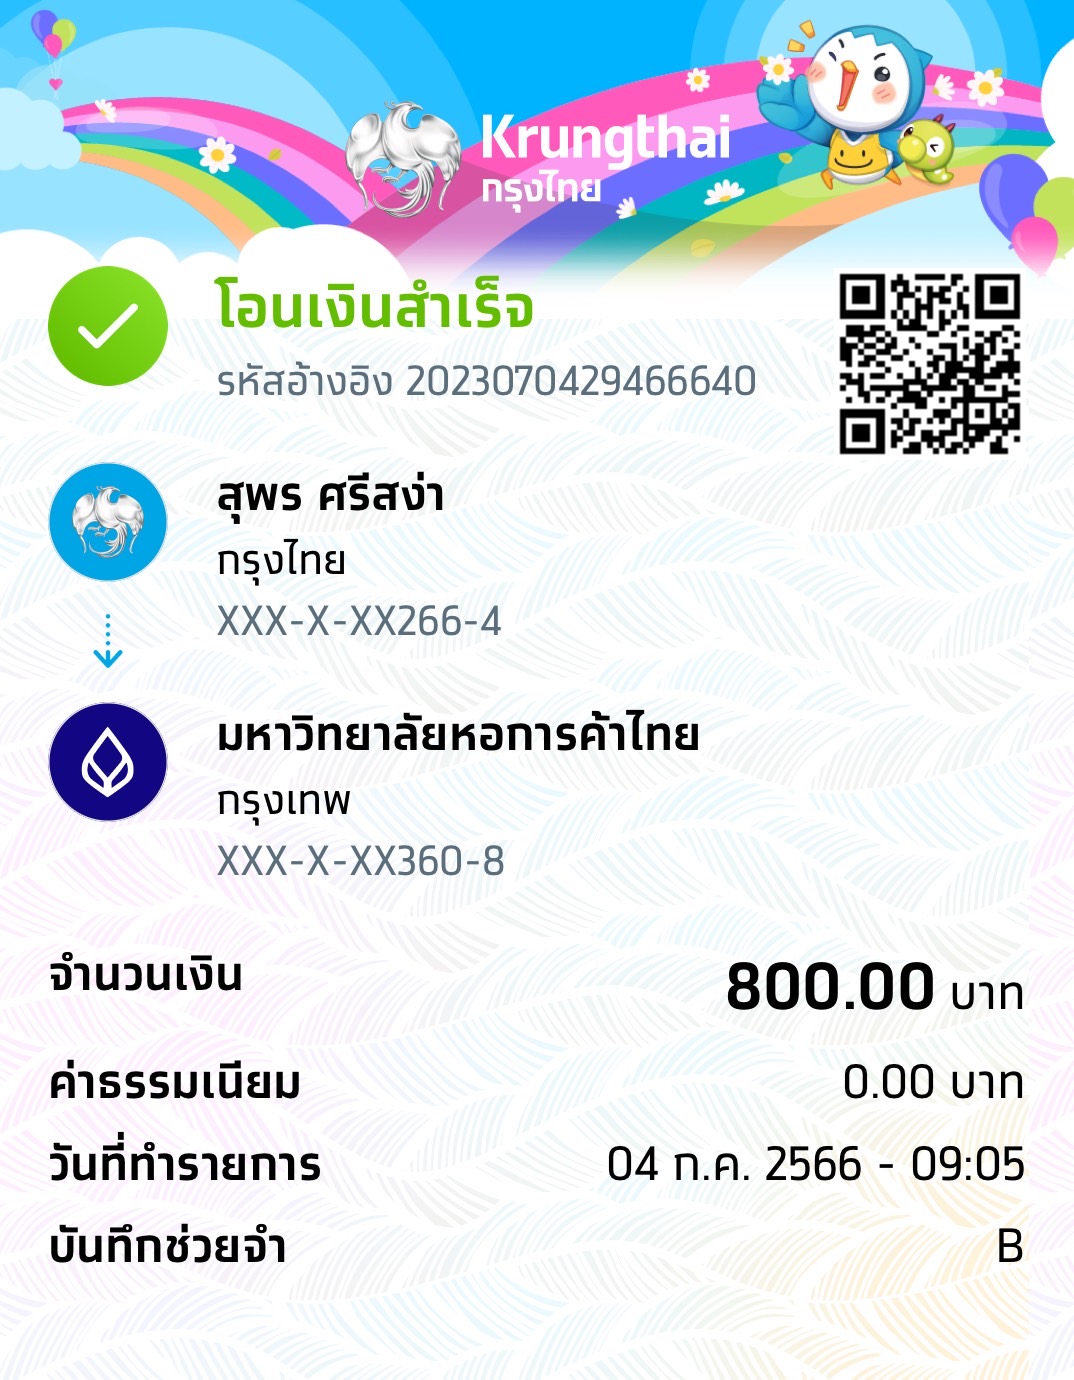 Krungthai
กรุงไทย
โอนเงินสำเร็จ
รหัสอ้างอิง 2023070429466640
สุพร ศรีสง่า
กรุงไทย
XXX-X-XX266-4
มหาวิทยาลัยหอการค้าไทย
กรุงเทพ
XXX-X-XX360-8
จำนวนเงิน 800.00 บาท
ค่าธรรมเนียม 0.00 บาท
วันที่ทำรายการ 04 ก.ค. 2566 - 09:05
บันทึกช่วยจำ B